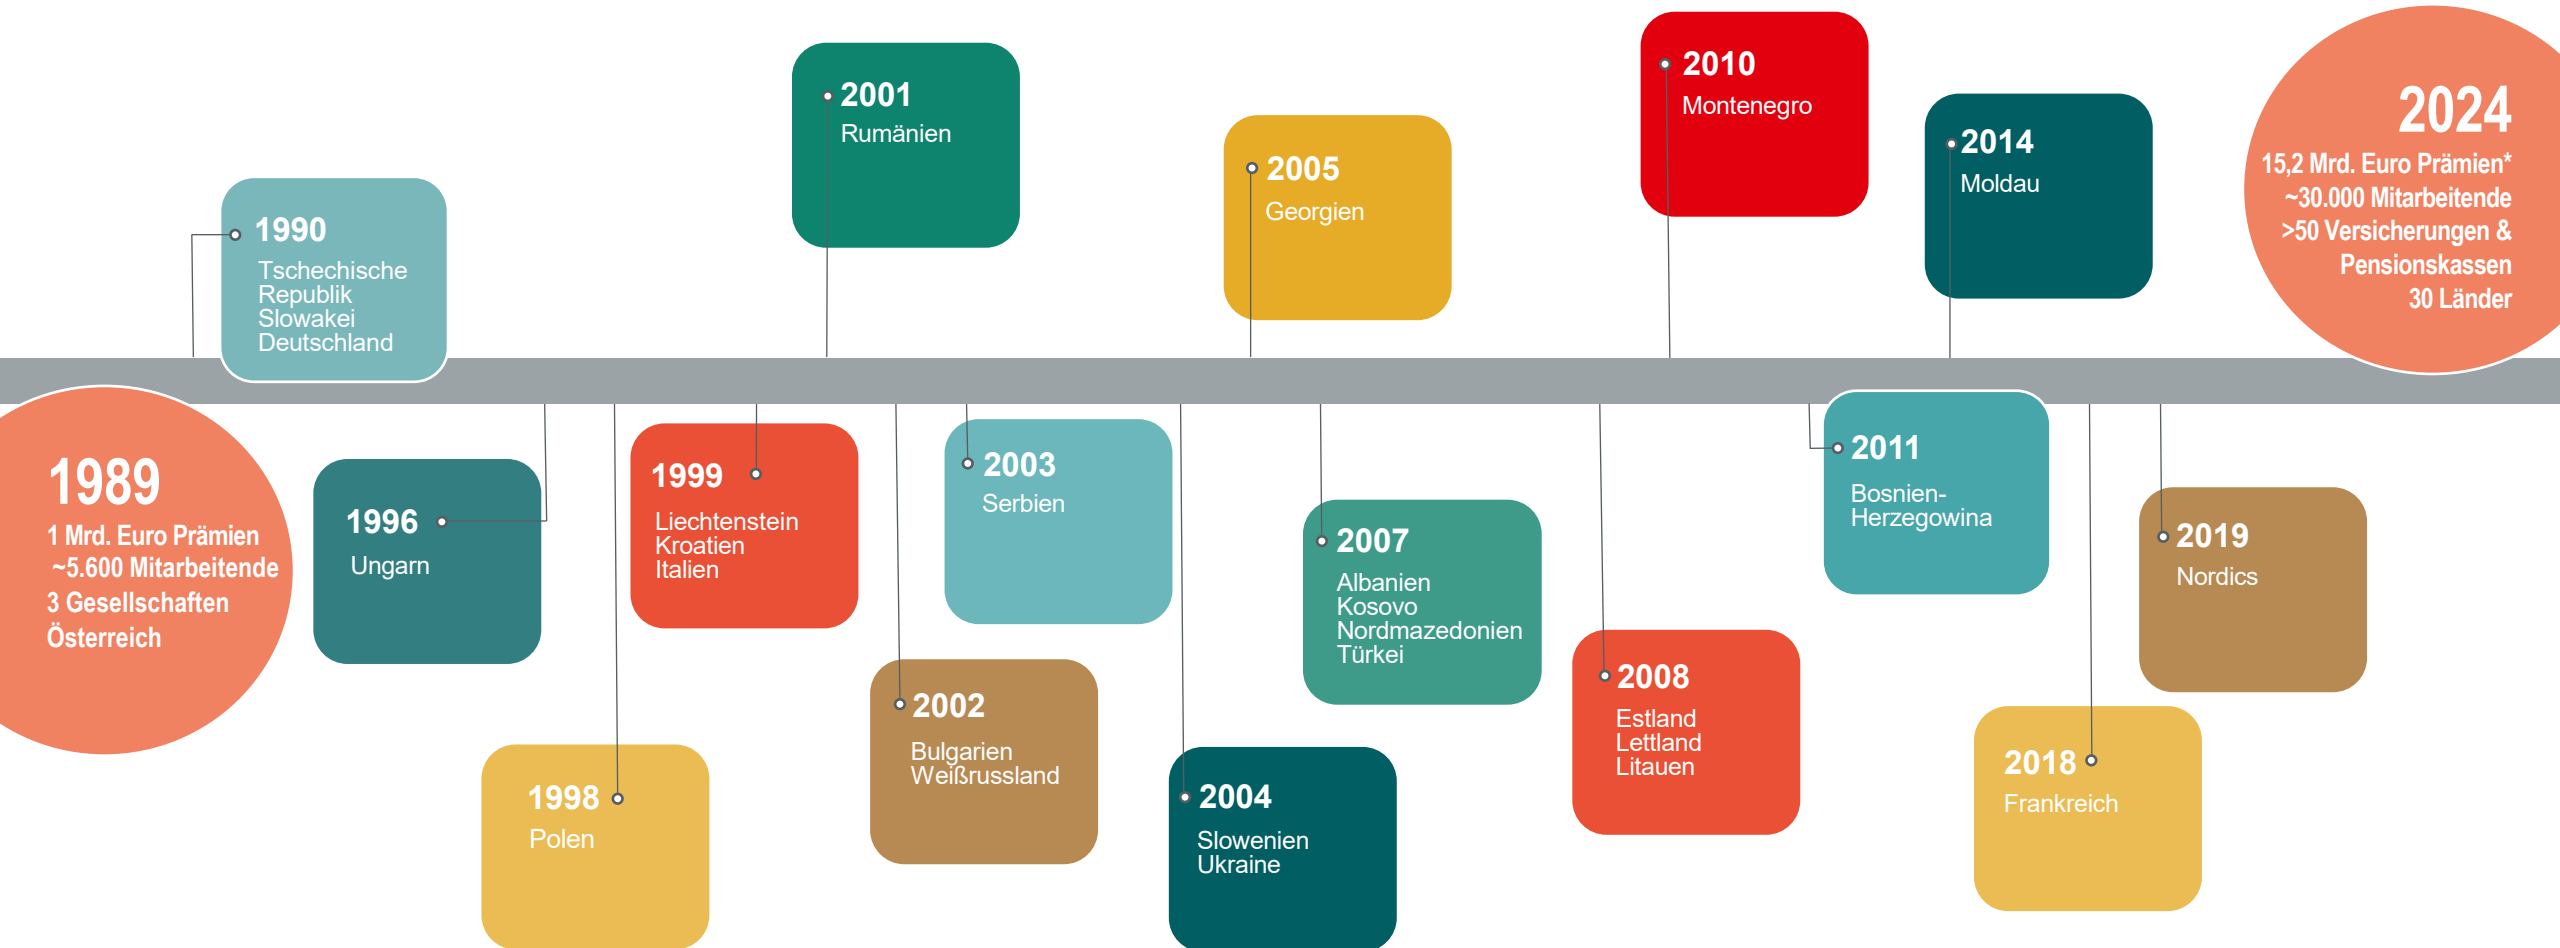 1989
1 Mrd. Euro Prämien
~5.600 Mitarbeitende
3 Gesellschaften
Österreich
1990
Tschechische
Republik
Slowakei
Deutschland
1996
Ungarn
1998
Polen
1999
Liechtenstein
Kroatien
Italien
2001
Rumänien
2002
Bulgarien
Weißrussland
2003
Serbien
2004
Slowenien
Ukraine
2005
Georgien
2007
Albanien
Kosovo
Nordmazedonien
Türkei
2008
Estland
Lettland
Litauen
2010
Montenegro
2011
Bosnien-
Herzegowina
2014
Moldau
2018
Frankreich
2019
Nordics
2024
15,2 Mrd. Euro Prämien*
~30.000 Mitarbeitende
>50 Versicherungen &
Pensionskassen
30 Länder